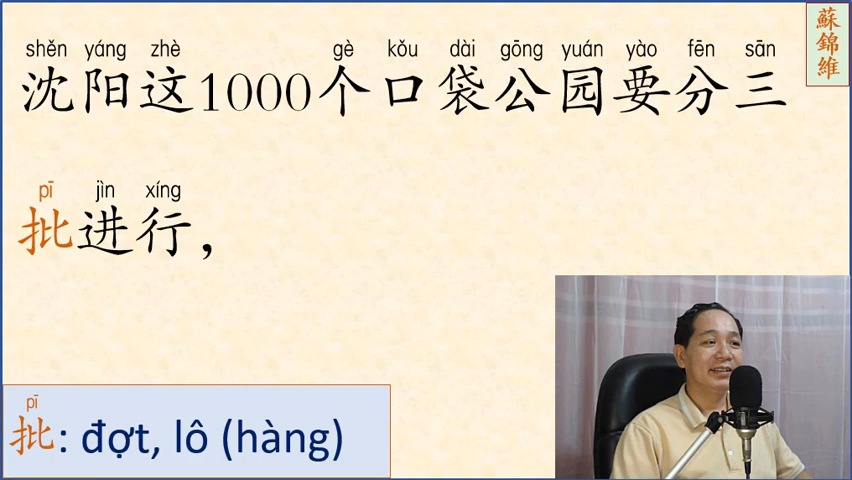 shěn yáng zhè gè kǒu dài gōng yuán yào fēn sān
沈阳这1000个口袋公园要分三
pī jìn xíng
批进行，
pī
批: đợt, lô (hàng)
蘇錦維